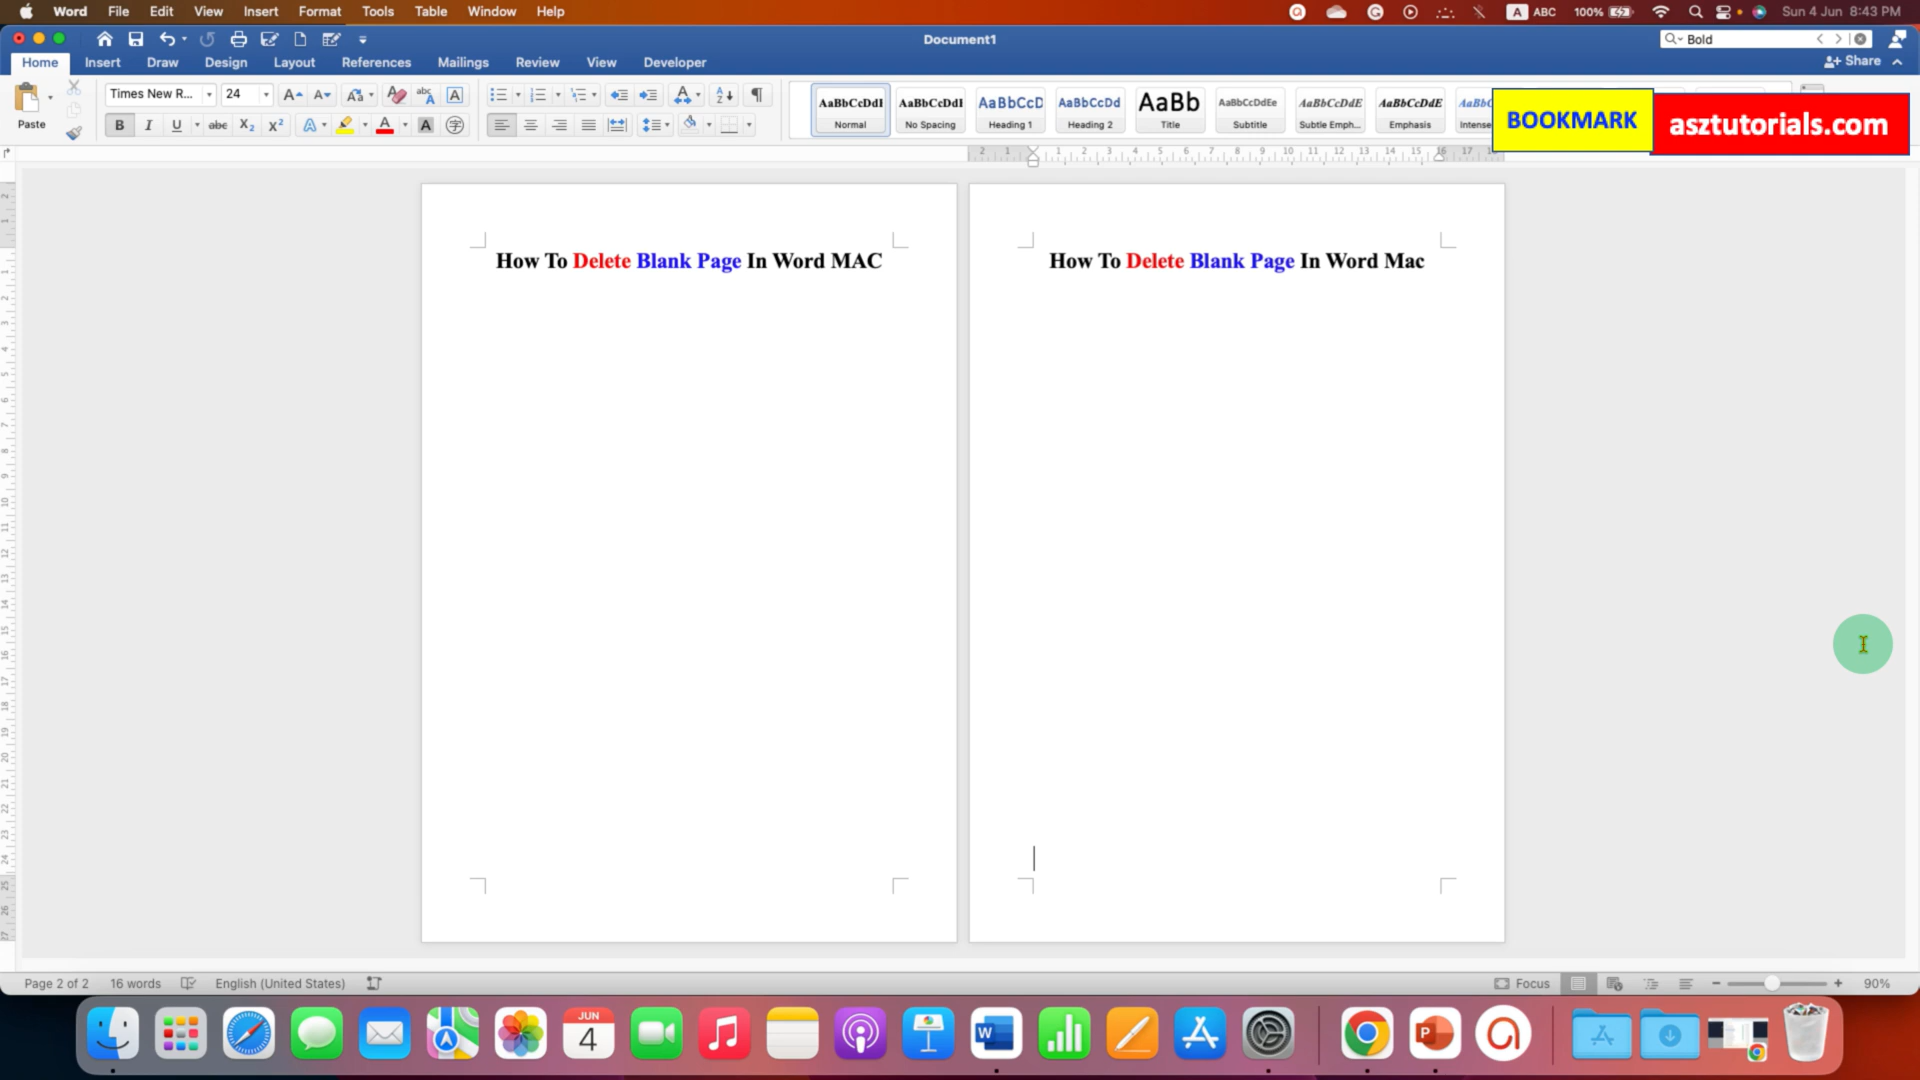 Word File Edit View Insert Format Tools Table Window Help
A ABC 100% Sun 4 Jun 8:43 PM
Document1
Bold
Home Insert Draw Design Layout References Mailings Review View Developer
Share
Paste
Times New R... 24
AaBbCcDdI Normal
AaBbCcDdI No Spacing
AaBbCcD Heading 1
AaBbCcDd Heading 2
AaBb Title
AaBbCcDdEe Subtitle
AaBbCcDdE Subtle Emph...
AaBbCcDdE Emphasis
AaBbC Intense
BOOKMARK
asztutorials.com
How To Delete Blank Page In Word MAC
How To Delete Blank Page In Word Mac
Page 2 of 2 16 words English (United States)
Focus 90%
JUN
4